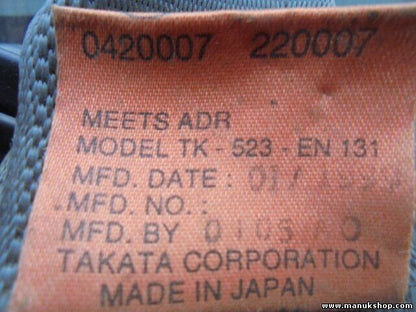 0420007 220007
MEETS ADR
MODEL TK - 523 - EN 131
MFD. DATE : 01/
MFD. NO. :
MFD. BY
TAKATA CORPORATION
MADE IN JAPAN
www.manukshop.com